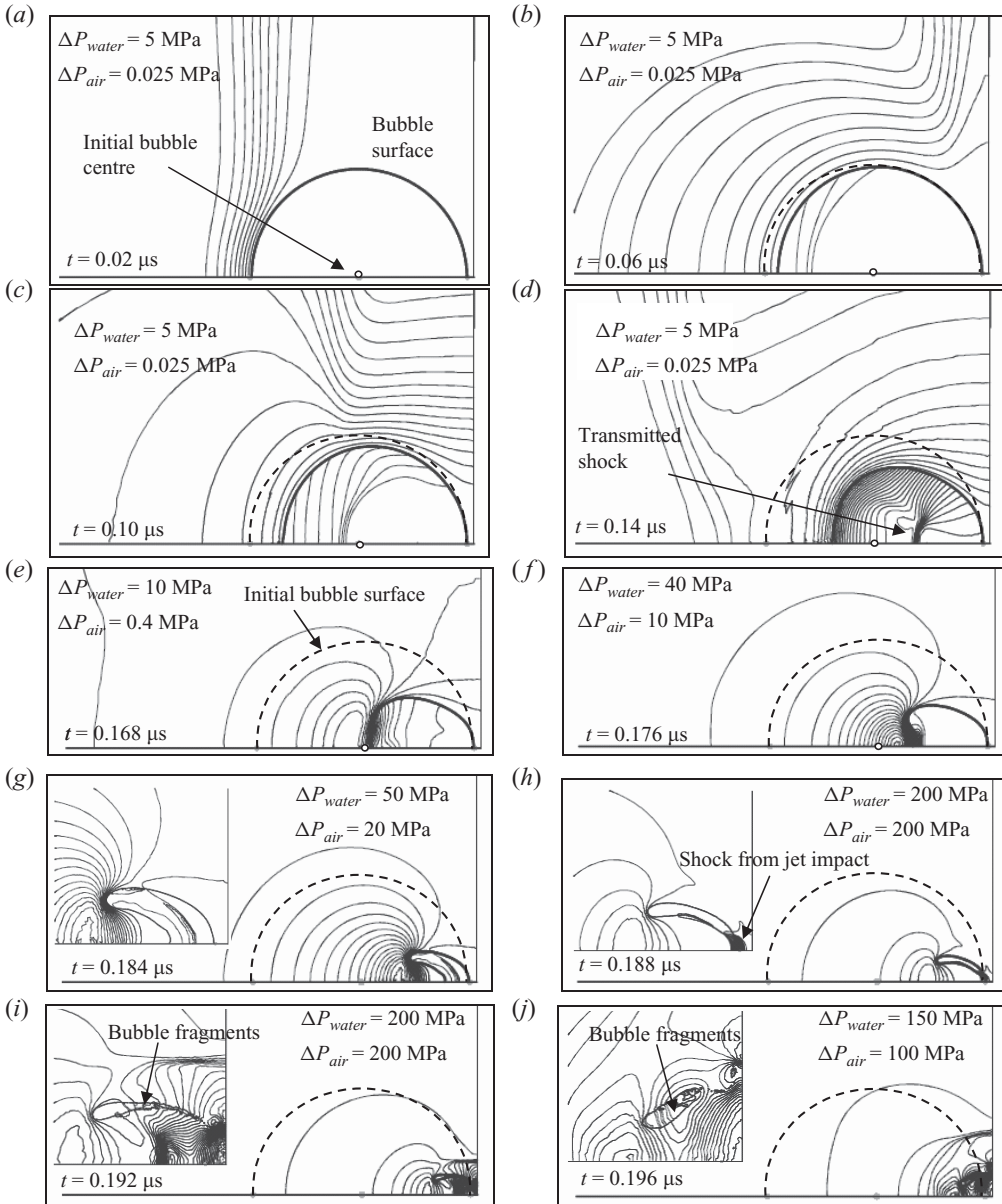 (a)
ΔP_water = 5 MPa
ΔP_air = 0.025 MPa
Initial bubble
centre
Bubble
surface
t = 0.02 μs
(b)
ΔP_water = 5 MPa
ΔP_air = 0.025 MPa
t = 0.06 μs
(c)
ΔP_water = 5 MPa
ΔP_air = 0.025 MPa
t = 0.10 μs
(d)
ΔP_water = 5 MPa
ΔP_air = 0.025 MPa
Transmitted
shock
t = 0.14 μs
(e)
ΔP_water = 10 MPa
ΔP_air = 0.4 MPa
Initial bubble surface
t = 0.168 μs
(f)
ΔP_water = 40 MPa
ΔP_air = 10 MPa
t = 0.176 μs
(g)
ΔP_water = 50 MPa
ΔP_air = 20 MPa
t = 0.184 μs
(h)
ΔP_water = 200 MPa
ΔP_air = 200 MPa
Shock from jet impact
t = 0.188 μs
(i)
Bubble fragments
ΔP_water = 200 MPa
ΔP_air = 200 MPa
t = 0.192 μs
(j)
Bubble fragments
ΔP_water = 150 MPa
ΔP_air = 100 MPa
t = 0.196 μs